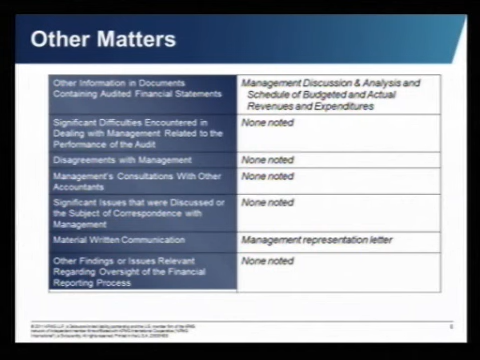 Other Matters
Other Information in Documents
Containing Audited Financial Statements
Management Discussion & Analysis and
Schedule of Budgeted and Actual
Revenues and Expenditures
Significant Difficulties Encountered in
Dealing with Management Related to the
Performance of the Audit
None noted
Disagreements with Management
None noted
Management's Consultations With Other
Accountants
None noted
Significant Issues that were Discussed or
the Subject of Correspondence with
Management
None noted
Material Written Communication
Management representation letter
Other Findings or Issues Relevant
Regarding Oversight of the Financial
Reporting Process
None noted